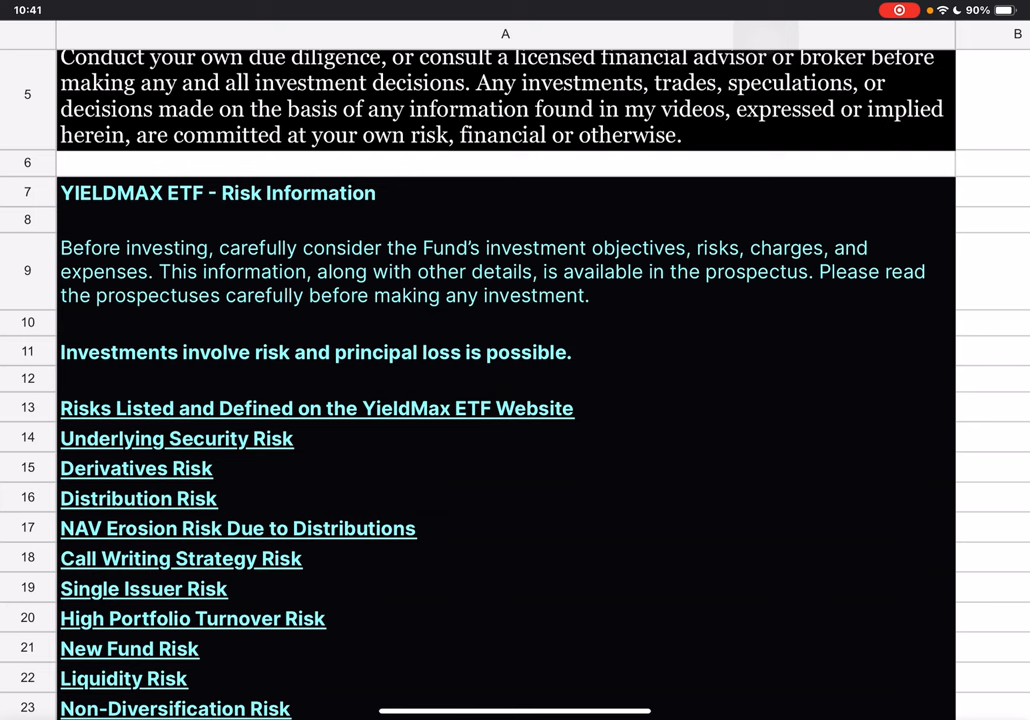 10:41
90%
A
B
5
Conduct your own due diligence, or consult a licensed financial advisor or broker before
making any and all investment decisions. Any investments, trades, speculations, or
decisions made on the basis of any information found in my videos, expressed or implied
herein, are committed at your own risk, financial or otherwise.
6
7
YIELDMAX ETF - Risk Information
8
9
Before investing, carefully consider the Fund’s investment objectives, risks, charges, and
expenses. This information, along with other details, is available in the prospectus. Please read
the prospectuses carefully before making any investment.
10
11
Investments involve risk and principal loss is possible.
12
13
Risks Listed and Defined on the YieldMax ETF Website
14
Underlying Security Risk
15
Derivatives Risk
16
Distribution Risk
17
NAV Erosion Risk Due to Distributions
18
Call Writing Strategy Risk
19
Single Issuer Risk
20
High Portfolio Turnover Risk
21
New Fund Risk
22
Liquidity Risk
23
Non-Diversification Risk